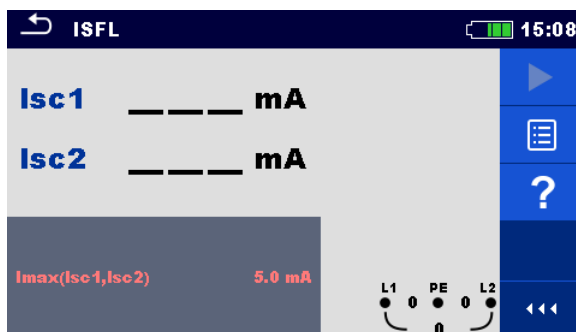 ISFL 15:08
Isc1 ___ mA
Isc2 ___ mA
?
Imax(Isc1,Isc2) 5.0 mA
L1 PE L2
0 0
0